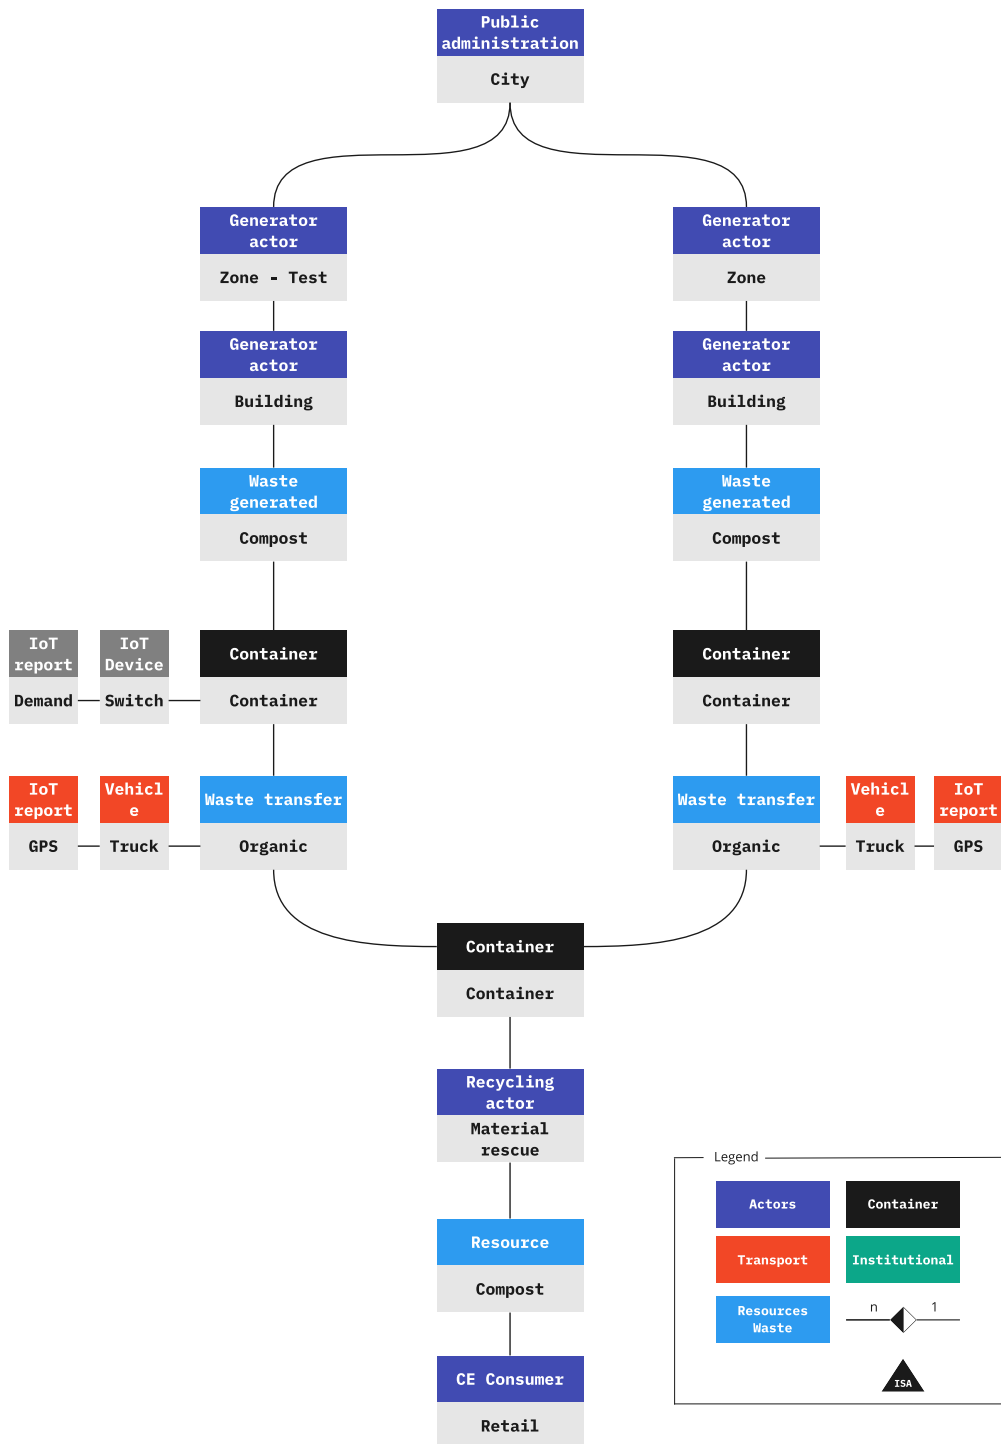 Public
administration
City
Generator
actor
Zone - Test
Generator
actor
Zone
Generator
actor
Building
Generator
actor
Building
Waste
generated
Compost
Waste
generated
Compost
IoT
report
Demand
IoT
Device
Switch
Container
Container
Container
Container
IoT
report
GPS
Vehicl
e
Truck
Waste transfer
Organic
Waste transfer
Organic
Vehicl
e
Truck
IoT
report
GPS
Container
Container
Recycling
actor
Material
rescue
Resource
Compost
CE Consumer
Retail
Legend
Actors
Container
Transport
Institutional
Resources
Waste
n
1
ISA